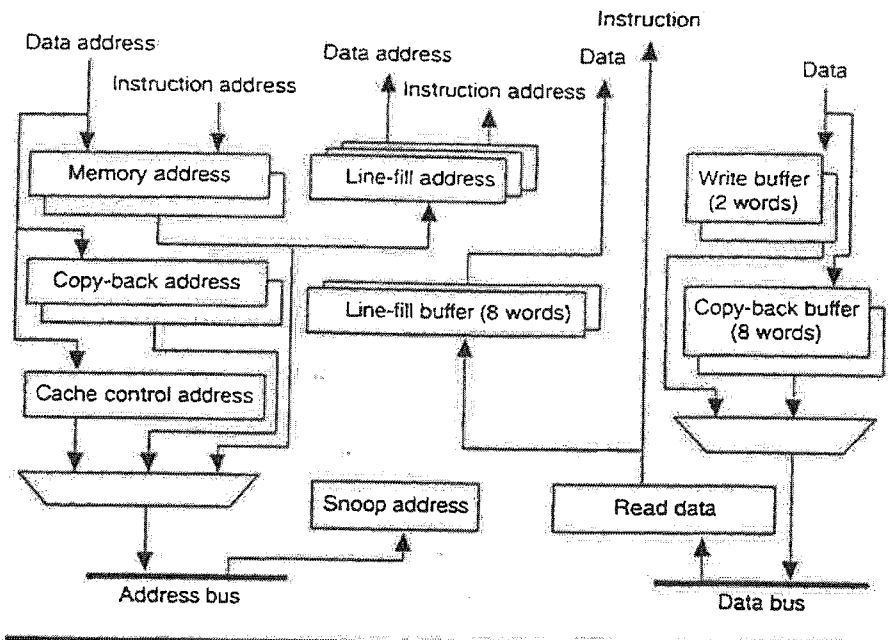 Instruction
Data address
Data address
Data
Data
Instruction address
Instruction address
Memory address
Line-fill address
Write buffer
(2 words)
Copy-back address
Line-fill buffer (8 words)
Copy-back buffer
(8 words)
Cache control address
Snoop address
Read data
Address bus
Data bus